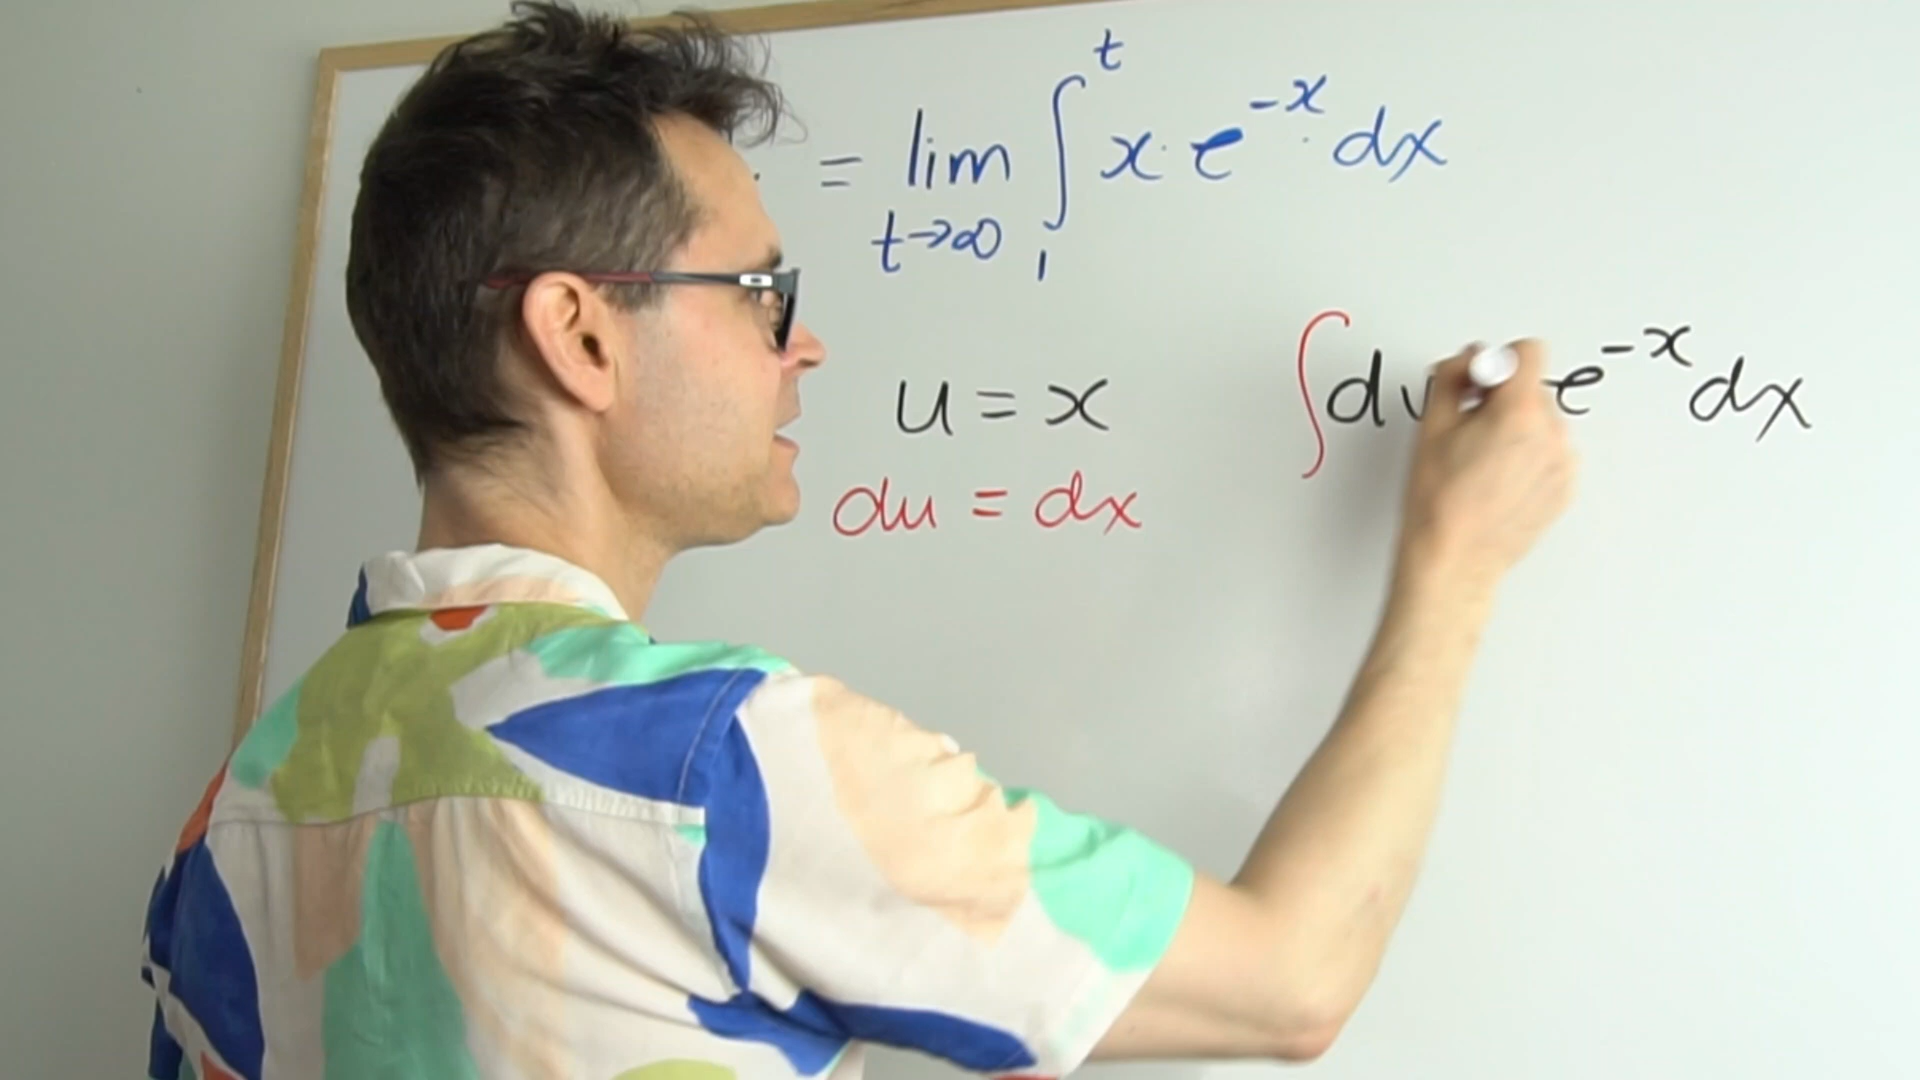 = lim ∫ₜ→∞ ₁ᵗ x·e^-x dx
u = x ∫dv e^-x dx
du = dx